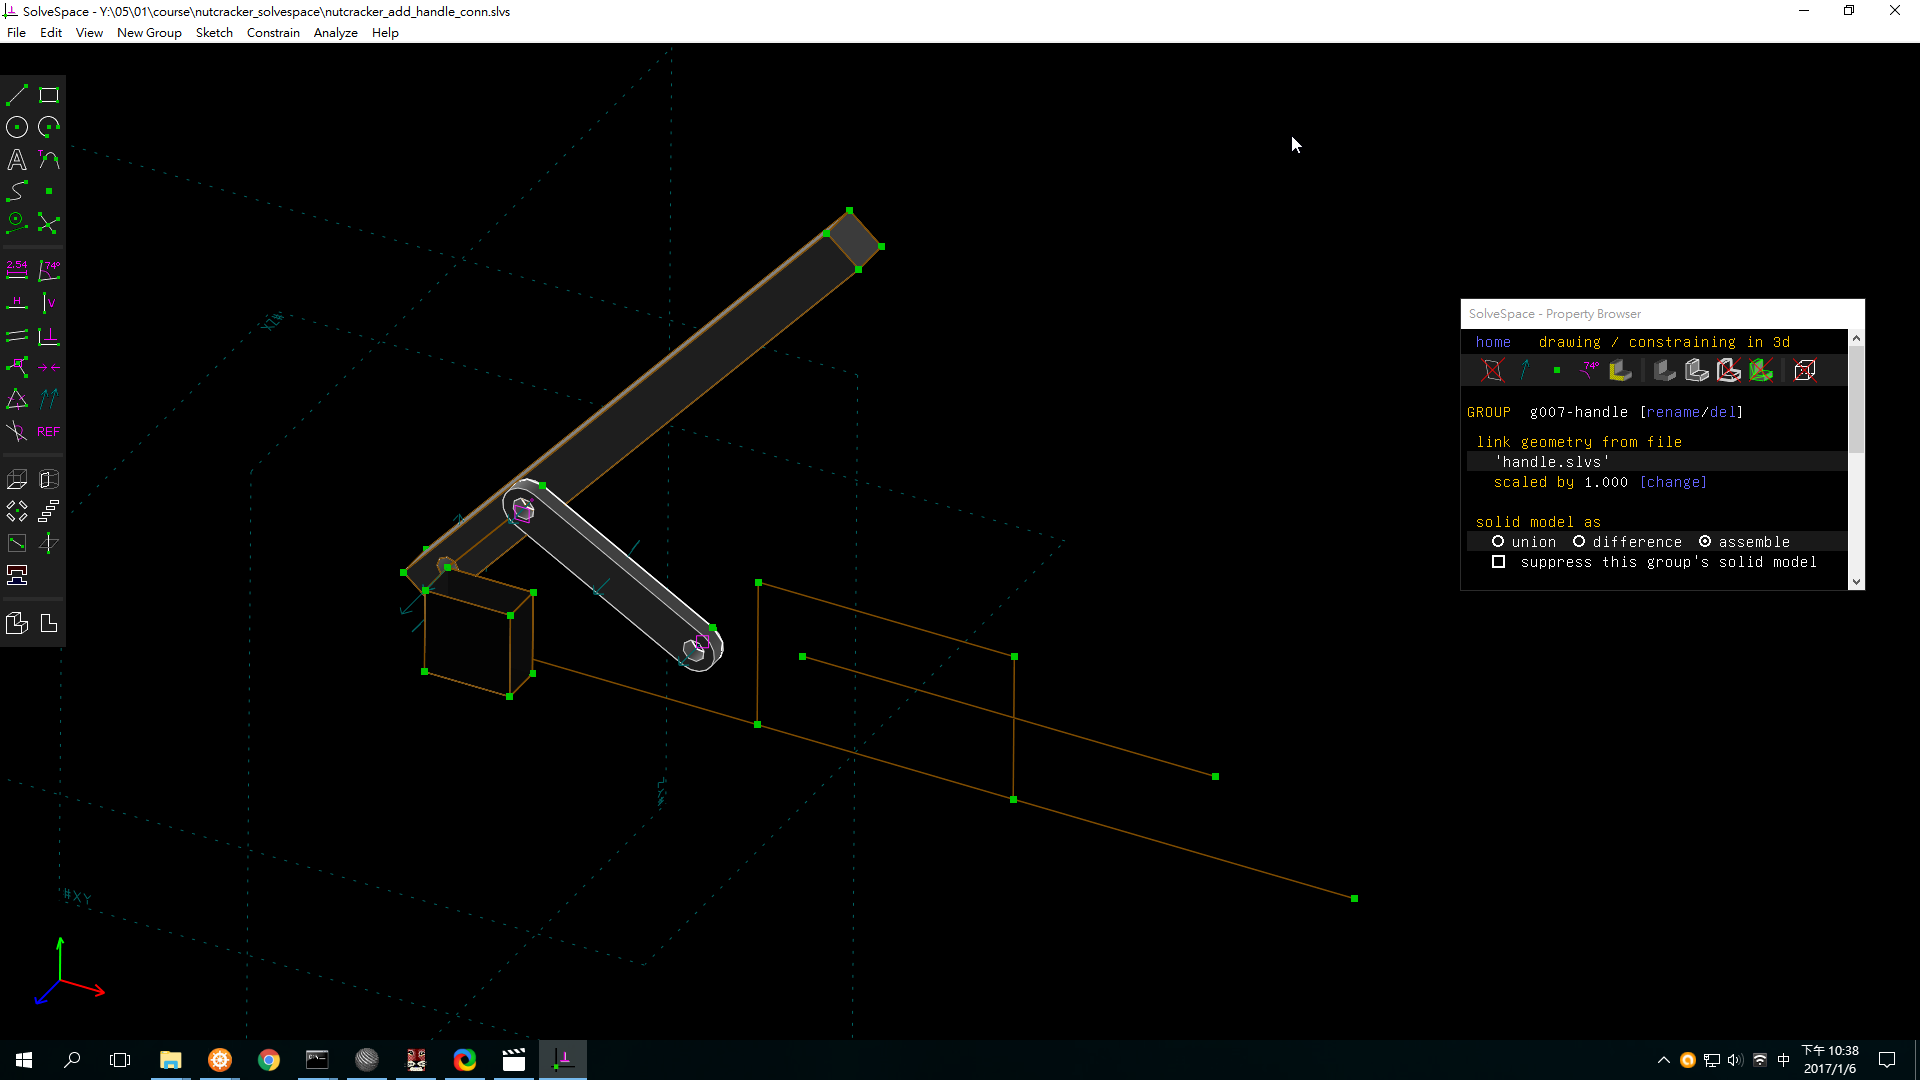 SolveSpace - Y:\05\01\course\nutcracker_solvespace\nutcracker_add_handle_conn.slvs
File Edit View New Group Sketch Constrain Analyze Help
2.54 74°
H V
REF
#XY
SolveSpace - Property Browser
home drawing / constraining in 3d
74°
GROUP g007-handle [rename/del]
link geometry from file
'handle.slvs'
scaled by 1.000 [change]
solid model as
union difference assemble
suppress this group's solid model
中
下午 10:38
2017/1/6